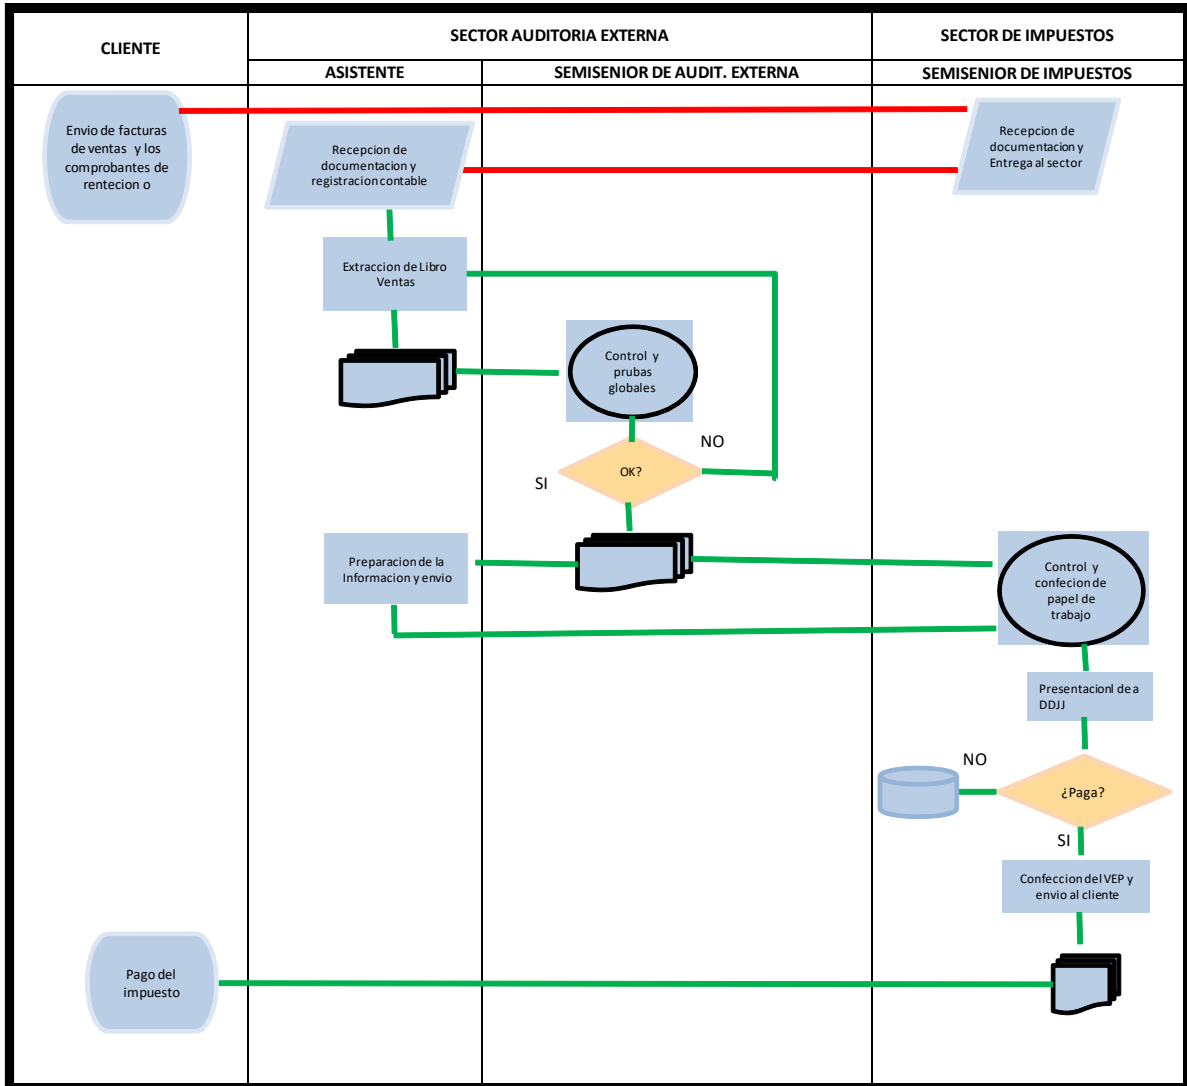 CLIENTE
SECTOR AUDITORIA EXTERNA
SECTOR DE IMPUESTOS
ASISTENTE
SEMISENIOR DE AUDIT. EXTERNA
SEMISENIOR DE IMPUESTOS
Envio de facturas
de ventas y los
comprobantes de
rentecion o
Recepcion de
documentacion y
registracion contable
Recepcion de
documentacion y
Entrega al sector
Extraccion de Libro
Ventas
Control y
prubas
globales
NO
OK?
SI
Preparacion de la
Informacion y envio
Control y
confecion de
papel de
trabajo
Presentacionl de a
DDJJ
NO
¿Paga?
SI
Confeccion del VEP y
envio al cliente
Pago del
impuesto